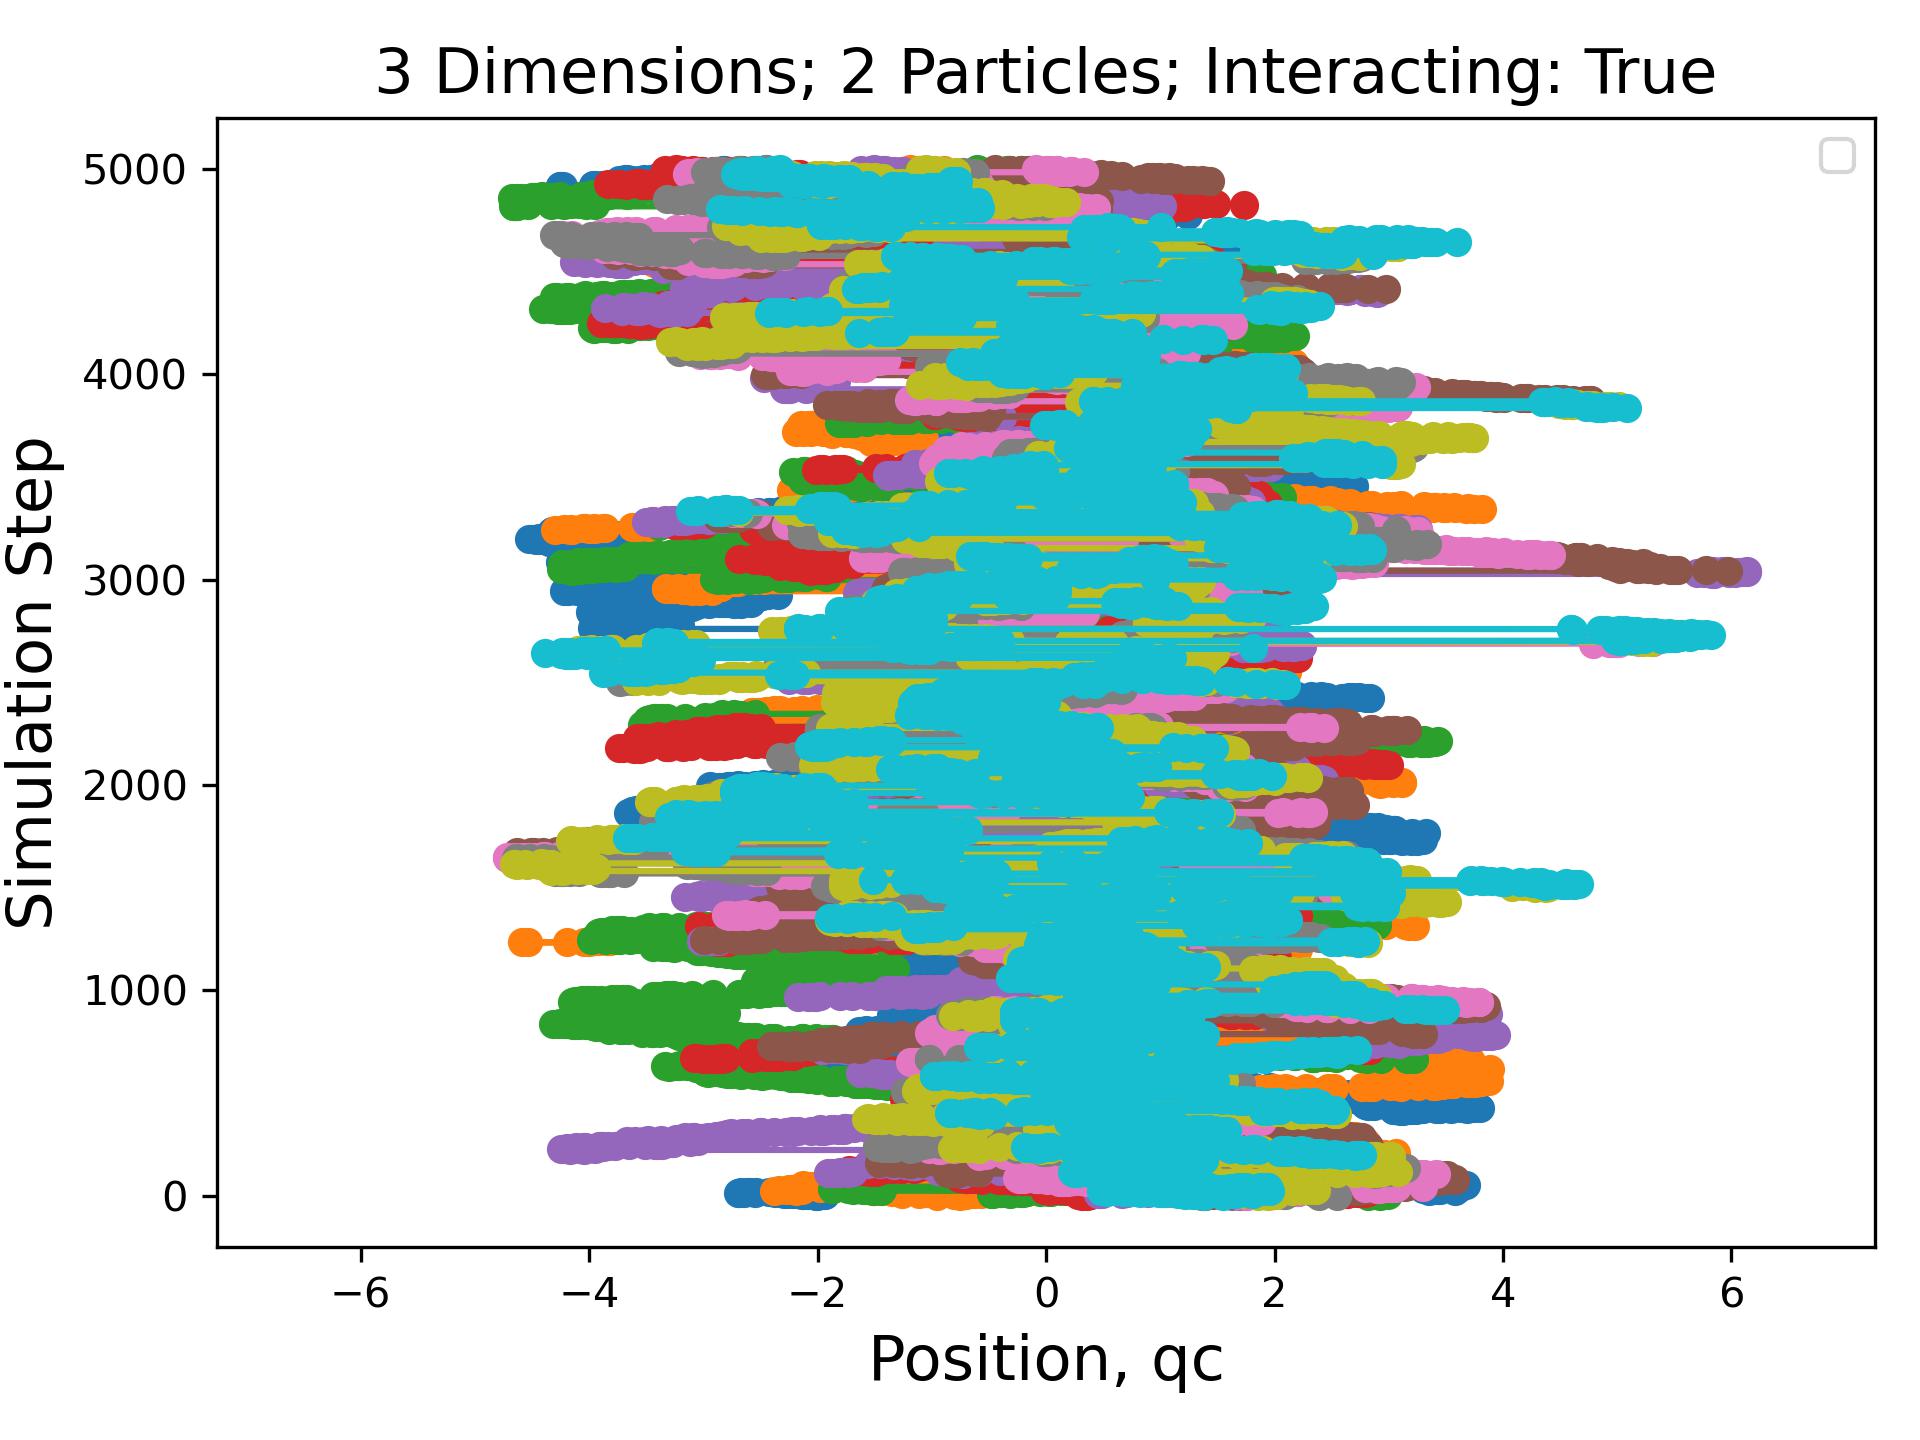 3 Dimensions; 2 Particles; Interacting: True
5000
4000
3000
2000
1000
0
Simulation Step
−6 −4 −2 0 2 4 6
Position, qc